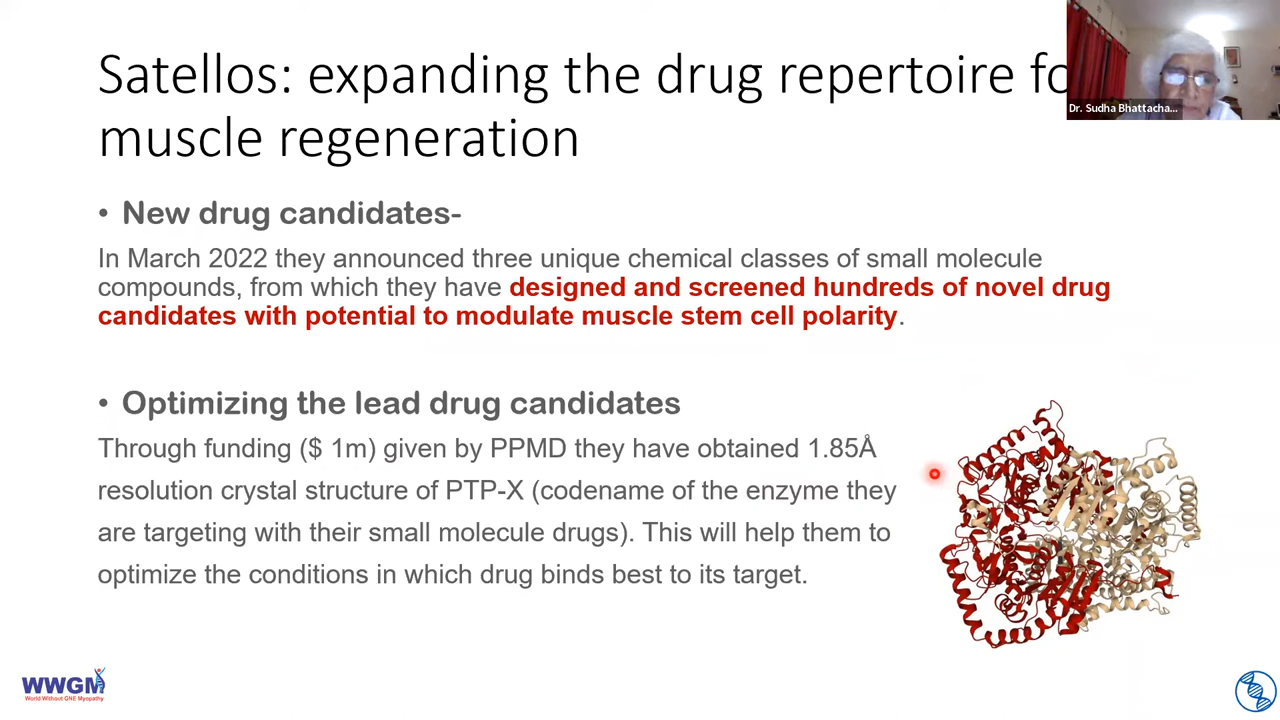 Satellos: expanding the drug repertoire fo
muscle regeneration
Dr. Sudha Bhattacha...
• New drug candidates-
In March 2022 they announced three unique chemical classes of small molecule
compounds, from which they have designed and screened hundreds of novel drug
candidates with potential to modulate muscle stem cell polarity.
• Optimizing the lead drug candidates
Through funding ($ 1m) given by PPMD they have obtained 1.85Å
resolution crystal structure of PTP-X (codename of the enzyme they
are targeting with their small molecule drugs). This will help them to
optimize the conditions in which drug binds best to its target.
WWGM
World Without GNE Myopathy